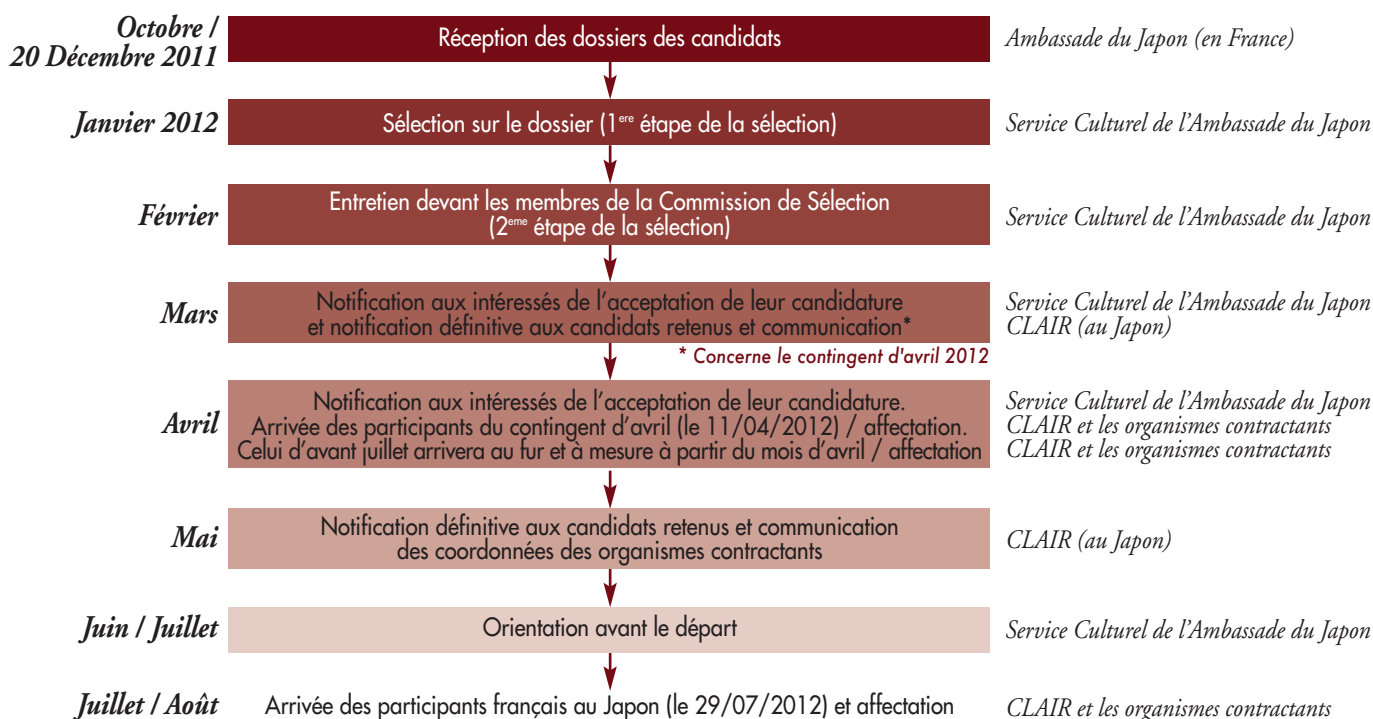 Octobre /
20 Décembre 2011
Réception des dossiers des candidats
Ambassade du Japon (en France)
Janvier 2012
Sélection sur le dossier (1ere étape de la sélection)
Service Culturel de l'Ambassade du Japon
Février
Entretien devant les membres de la Commission de Sélection
(2eme étape de la sélection)
Service Culturel de l'Ambassade du Japon
Mars
Notification aux intéressés de l'acceptation de leur candidature
et notification définitive aux candidats retenus et communication*
Service Culturel de l'Ambassade du Japon
CLAIR (au Japon)
* Concerne le contingent d'avril 2012
Avril
Notification aux intéressés de l'acceptation de leur candidature.
Arrivée des participants du contingent d'avril (le 11/04/2012) / affectation.
Celui d'avant juillet arrivera au fur et à mesure à partir du mois d'avril / affectation
Service Culturel de l'Ambassade du Japon
CLAIR et les organismes contractants
CLAIR et les organismes contractants
Mai
Notification définitive aux candidats retenus et communication
des coordonnées des organismes contractants
CLAIR (au Japon)
Juin / Juillet
Orientation avant le départ
Service Culturel de l'Ambassade du Japon
Juillet / Août
Arrivée des participants français au Japon (le 29/07/2012) et affectation
CLAIR et les organismes contractants